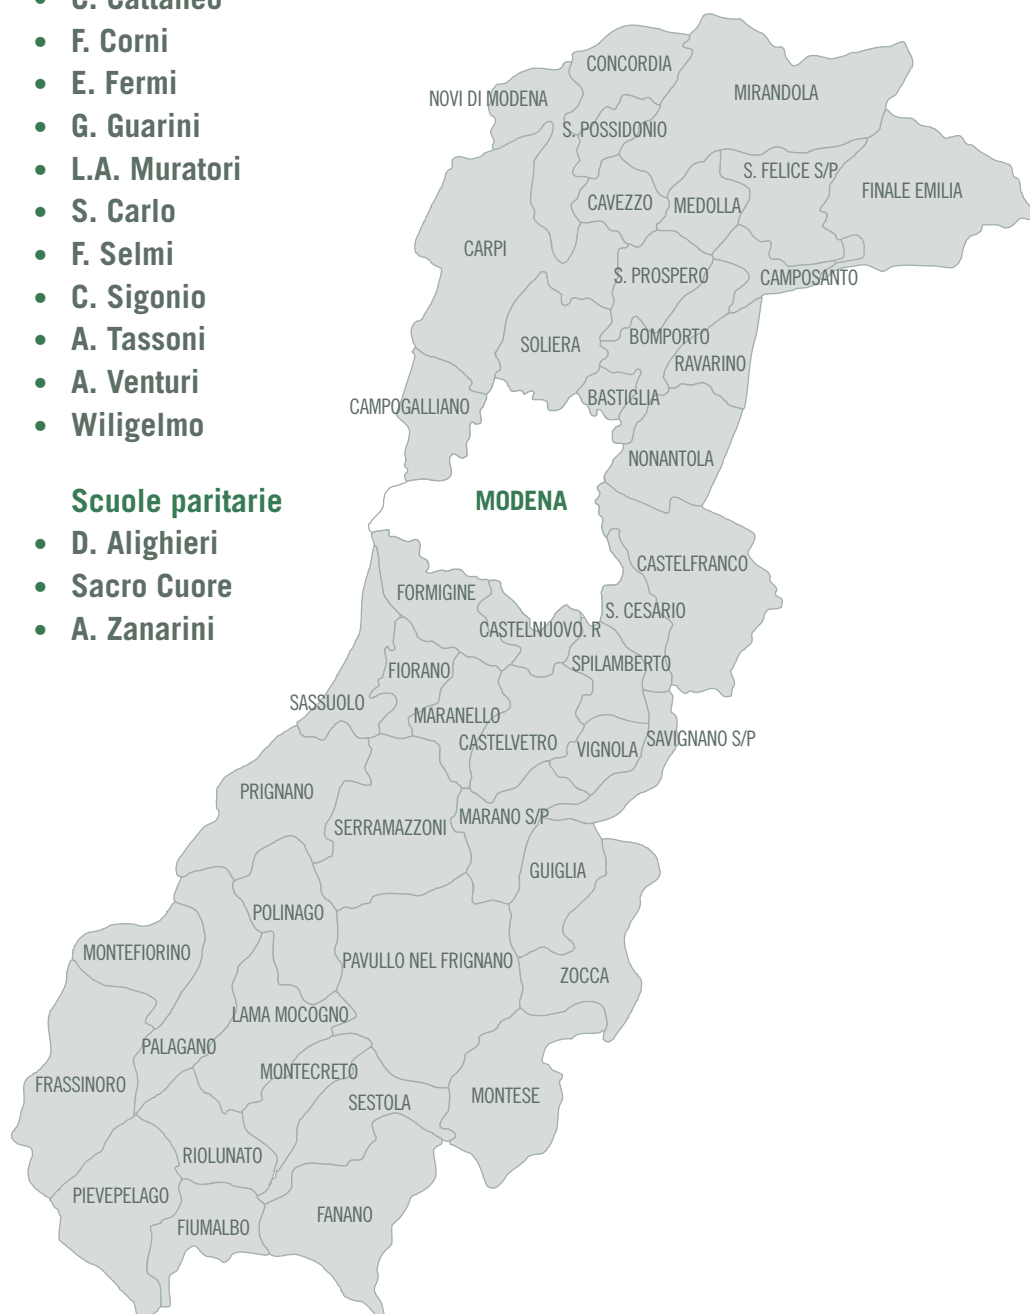 C. Cattaneo
• F. Corni
• E. Fermi
• G. Guarini
• L.A. Muratori
• S. Carlo
• F. Selmi
• C. Sigonio
• A. Tassoni
• A. Venturi
• Wiligelmo
Scuole paritarie
• D. Alighieri
• Sacro Cuore
• A. Zanarini
CONCORDIA
MIRANDOLA
NOVI DI MODENA
S. POSSIDONIO
S. FELICE S/P
FINALE EMILIA
CAVEZZO
MEDOLLA
CARPI
S. PROSPERO
CAMPOSANTO
SOLIERA
BOMPORTO
RAVARINO
BASTIGLIA
CAMPOGALLIANO
NONANTOLA
MODENA
CASTELFRANCO
FORMIGINE
S. CESARIO
CASTELNUOVO. R
SPILAMBERTO
FIORANO
SASSUOLO
MARANELLO
CASTELVETRO
VIGNOLA
SAVIGNANO S/P
PRIGNANO
MARANO S/P
SERRAMAZZONI
GUIGLIA
POLINAGO
MONTEFIORINO
PAVULLO NEL FRIGNANO
ZOCCA
LAMA MOCOGNO
PALAGANO
MONTECRETO
FRASSINORO
SESTOLA
MONTESE
RIOLUNATO
PIEVEPELAGO
FIUMALBO
FANANO